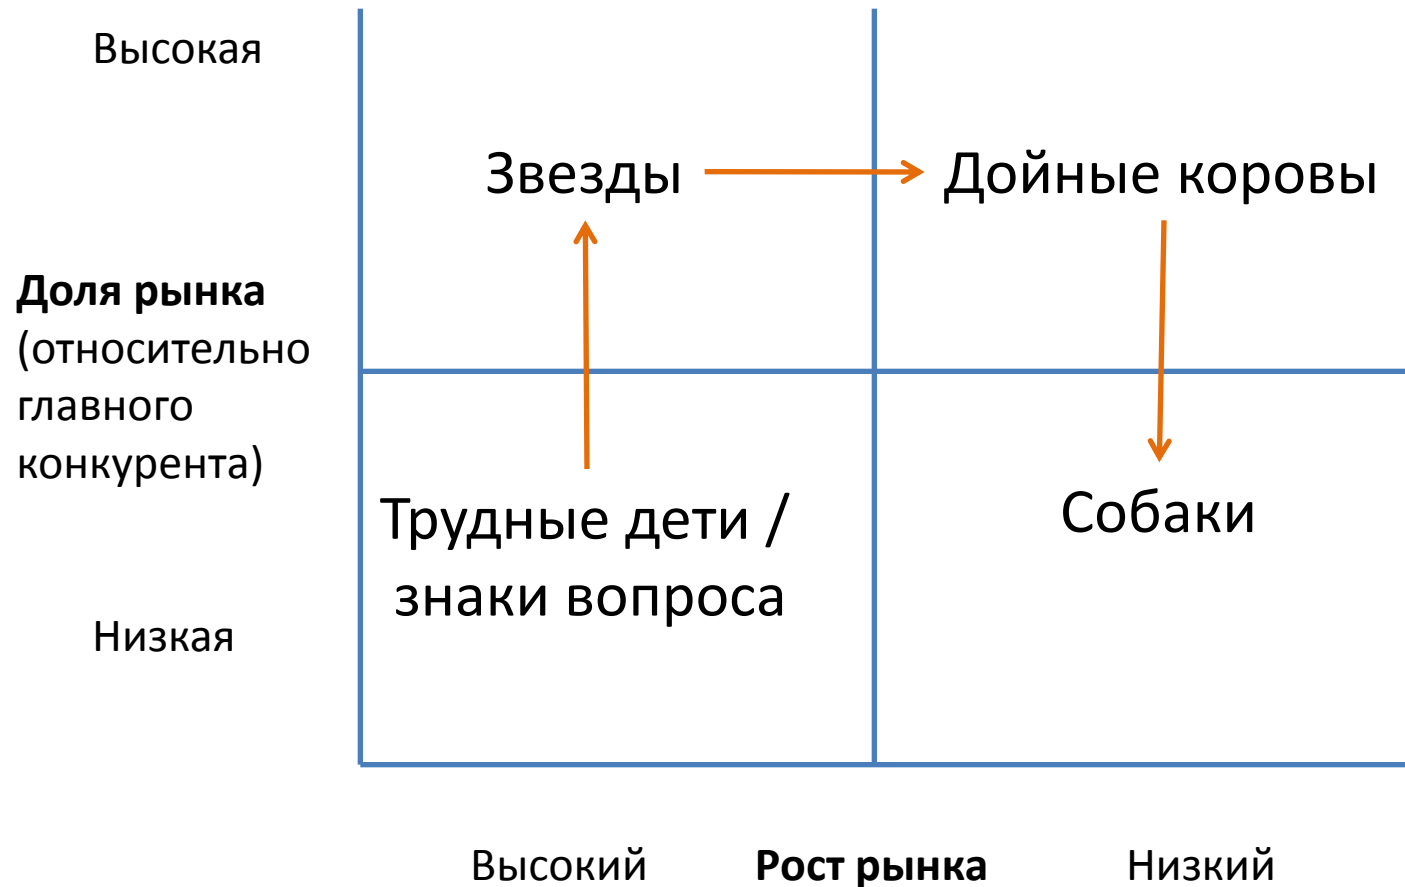 Высокая
Звезды
Дойные коровы
Доля рынка
(относительно
главного
конкурента)
Трудные дети /
знаки вопроса
Собаки
Низкая
Высокий
Рост рынка
Низкий